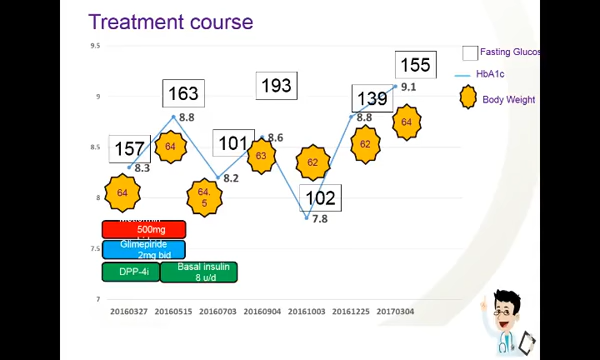 Treatment course
9.5
9
8.5
8
7.5
7
157
163
101
193
102
139
155
8.3
8.8
8.2
8.6
7.8
8.8
9.1
64
64
64.
5
63
62
62
64
500mg
Glimepiride
2mg bid
DPP-4i
Basal insulin
8 u/d
20160327 20160515 20160703 20160904 20161003 20161225 20170304
Fasting Glucos
HbA1c
Body Weight